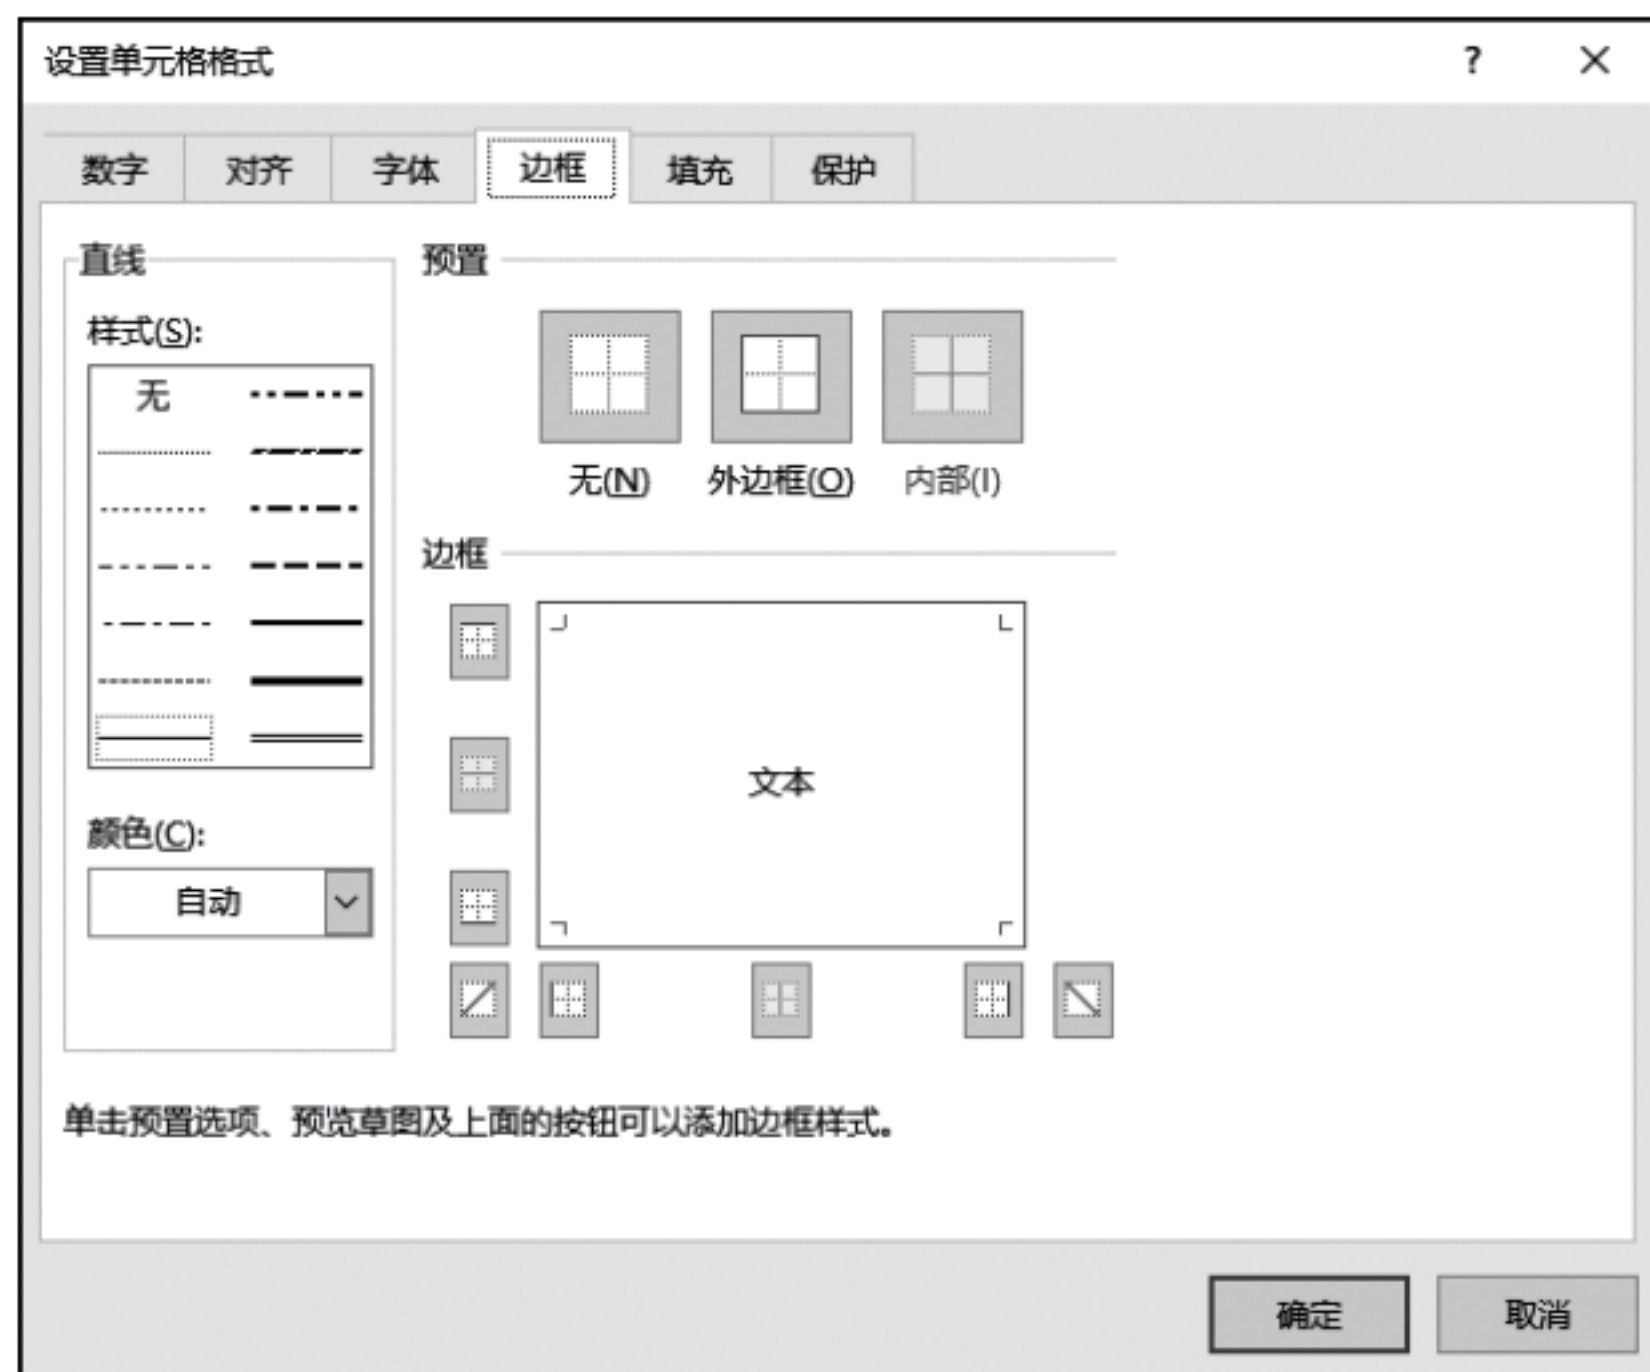 设置单元格格式 ? ×
数字 对齐 字体 边框 填充 保护
直线
样式(S):
无
颜色(C):
自动
预置
无(N) 外边框(O) 内部(I)
边框
文本
单击预置选项、预览草图及上面的按钮可以添加边框样式。
确定 取消